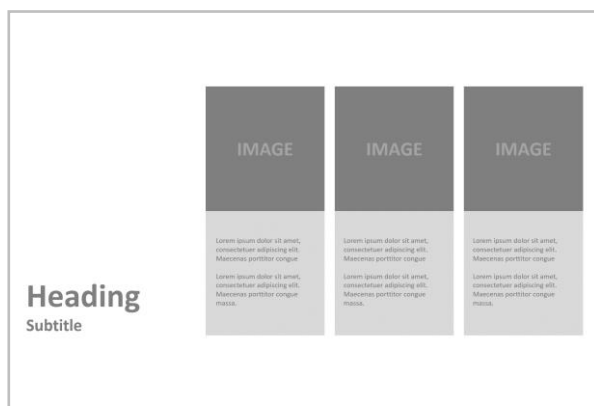 IMAGE
IMAGE
IMAGE
Lorem ipsum dolor sit amet,
consectetuer adipiscing elit.
Maecenas porttitor congue
Lorem ipsum dolor sit amet,
consectetuer adipiscing elit.
Maecenas porttitor congue
massa.
Lorem ipsum dolor sit amet,
consectetuer adipiscing elit.
Maecenas porttitor congue
Lorem ipsum dolor sit amet,
consectetuer adipiscing elit.
Maecenas porttitor congue
massa.
Lorem ipsum dolor sit amet,
consectetuer adipiscing elit.
Maecenas porttitor congue
Lorem ipsum dolor sit amet,
consectetuer adipiscing elit.
Maecenas porttitor congue
massa.
Heading
Subtitle